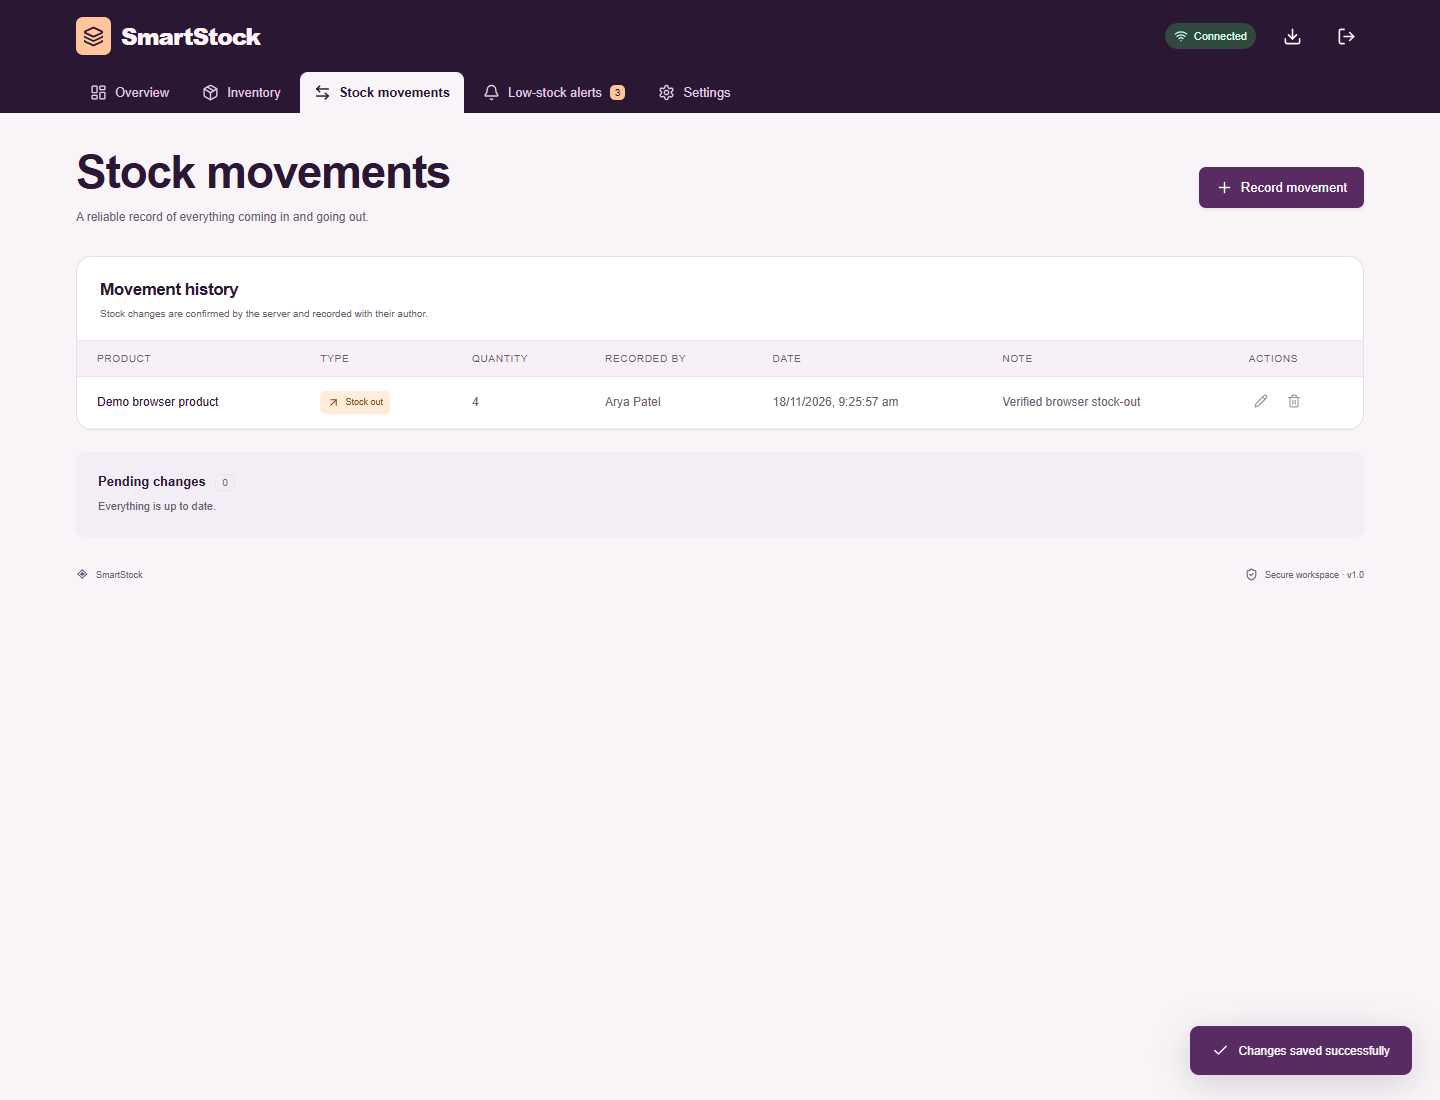 SmartStock
Connected
Overview
Inventory
Stock movements
Low-stock alerts 3
Settings
Stock movements
A reliable record of everything coming in and going out.
Record movement
Movement history
Stock changes are confirmed by the server and recorded with their author.
PRODUCT TYPE QUANTITY RECORDED BY DATE NOTE ACTIONS
Demo browser product Stock out 4 Arya Patel 18/11/2026, 9:25:57 am Verified browser stock-out
Pending changes 0
Everything is up to date.
SmartStock
Secure workspace · v1.0
Changes saved successfully